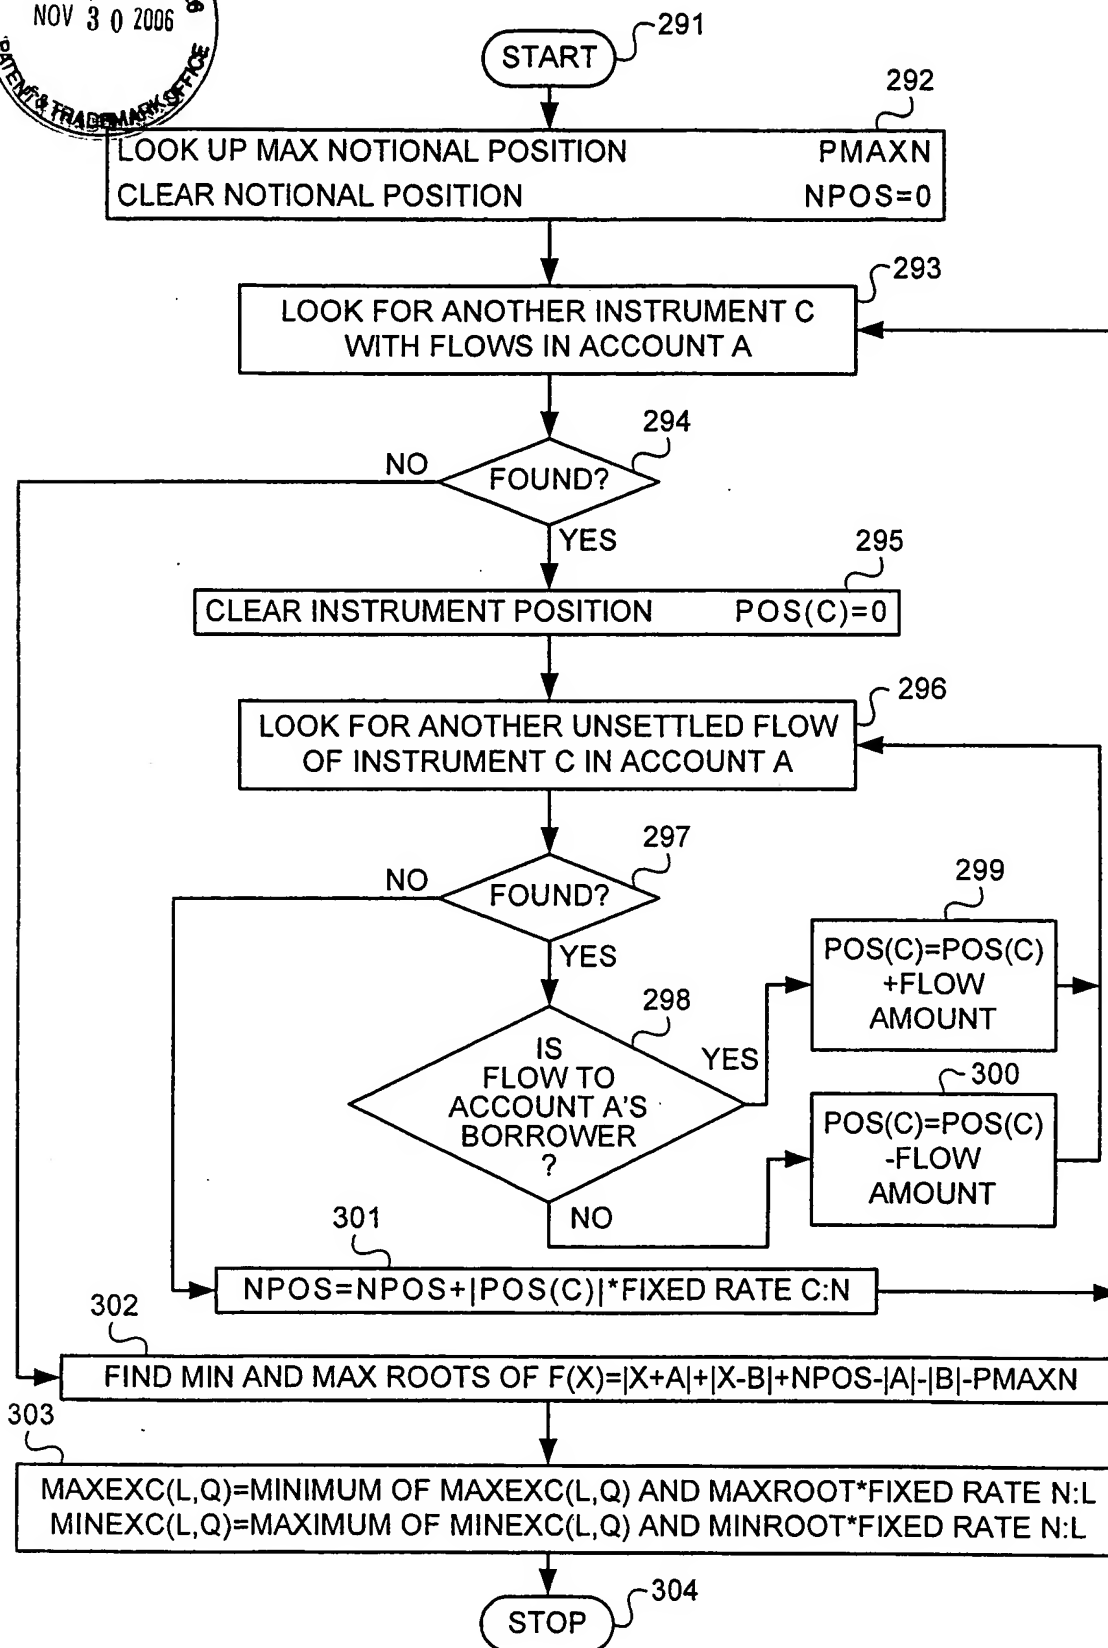 NOV 30 2006
PATENT & TRADEMARK OFFICE
START
291
292
LOOK UP MAX NOTIONAL POSITION PMAXN
CLEAR NOTIONAL POSITION NPOS=0
293
LOOK FOR ANOTHER INSTRUMENT C
WITH FLOWS IN ACCOUNT A
294
NO
FOUND?
YES
295
CLEAR INSTRUMENT POSITION POS(C)=0
296
LOOK FOR ANOTHER UNSETTLED FLOW
OF INSTRUMENT C IN ACCOUNT A
297
NO
FOUND?
YES
299
POS(C)=POS(C)
+FLOW
AMOUNT
298
YES
IS
FLOW TO
ACCOUNT A'S
BORROWER
?
NO
300
POS(C)=POS(C)
-FLOW
AMOUNT
301
NPOS=NPOS+|POS(C)|*FIXED RATE C:N
302
FIND MIN AND MAX ROOTS OF F(X)=|X+A|+|X-B|+NPOS-|A|-|B|-PMAXN
303
MAXEXC(L,Q)=MINIMUM OF MAXEXC(L,Q) AND MAXROOT*FIXED RATE N:L
MINEXC(L,Q)=MAXIMUM OF MINEXC(L,Q) AND MINROOT*FIXED RATE N:L
STOP
304